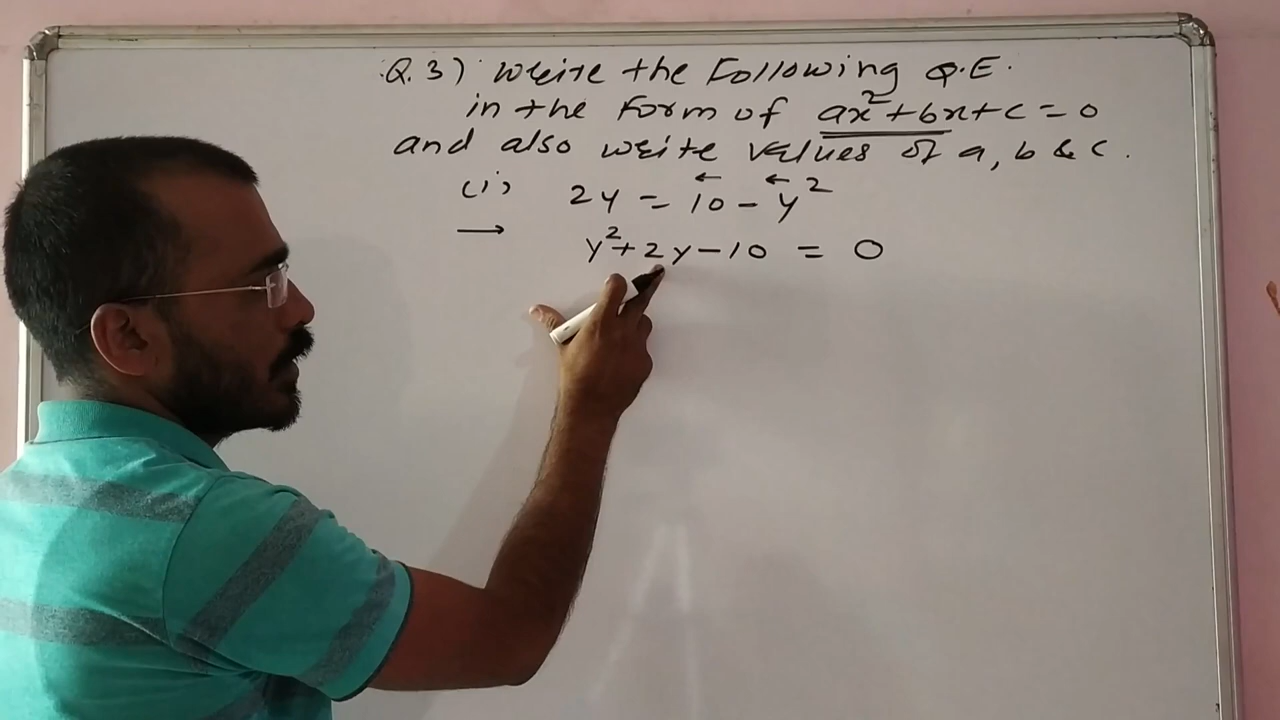 Q. 3) Write the Following Q.E.
in the form of ax²+bx+c = 0
and also write values of a, b & c.
(i) 2y = 10 - y²
→ y²+2y-10 = 0